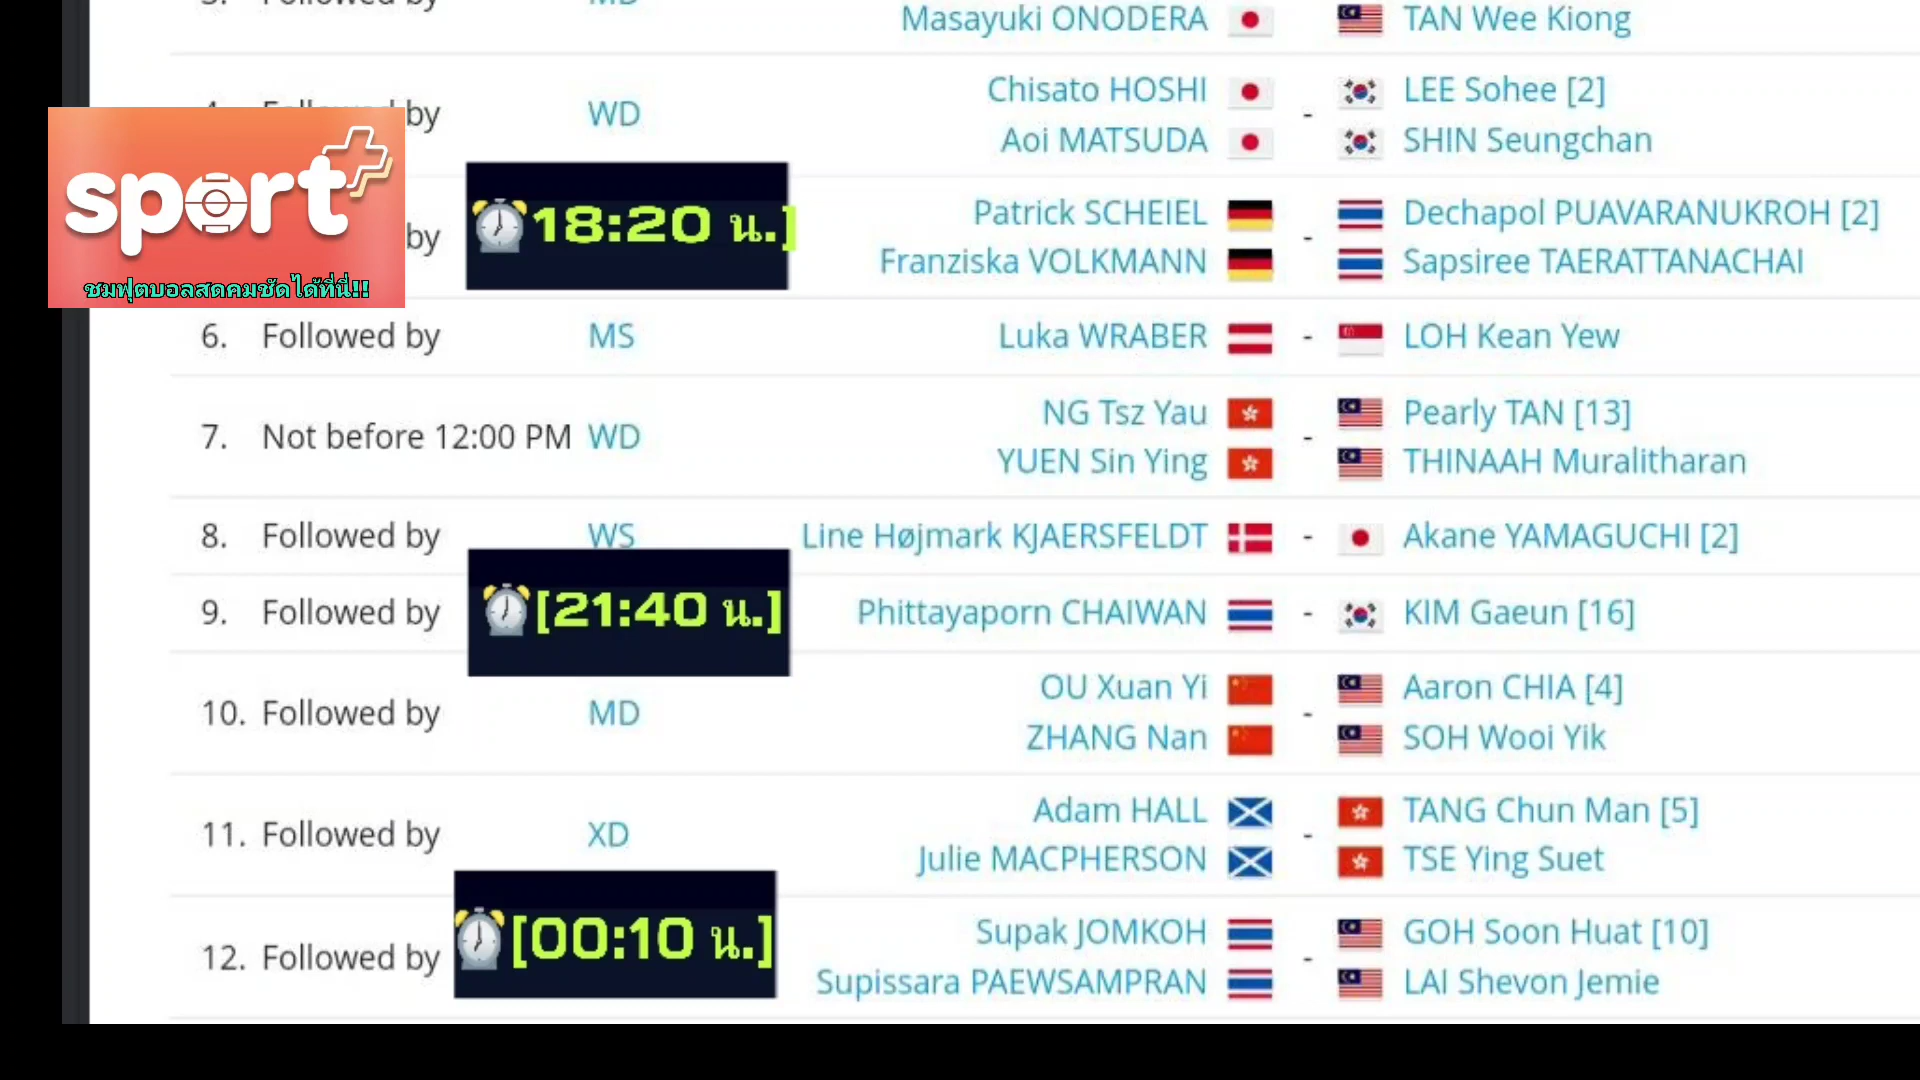 Masayuki ONODERA TAN Wee Kiong
by WD Chisato HOSHI - LEE Sohee [2]
Aoi MATSUDA SHIN Seungchan
sport+
ชมฟุตบอลสดคมชัดได้ที่นี่!!
by 18:20 น.] Patrick SCHEIEL - Dechapol PUAVARANUKROH [2]
Franziska VOLKMANN Sapsiree TAERATTANACHAI
6. Followed by MS Luka WRABER - LOH Kean Yew
7. Not before 12:00 PM WD NG Tsz Yau - Pearly TAN [13]
YUEN Sin Ying THINAAH Muralitharan
8. Followed by WS Line Højmark KJAERSFELDT - Akane YAMAGUCHI [2]
9. Followed by [21:40 น.] Phittayaporn CHAIWAN - KIM Gaeun [16]
10. Followed by MD OU Xuan Yi - Aaron CHIA [4]
ZHANG Nan SOH Wooi Yik
11. Followed by XD Adam HALL - TANG Chun Man [5]
Julie MACPHERSON TSE Ying Suet
12. Followed by [00:10 น.] Supak JOMKOH - GOH Soon Huat [10]
Supissara PAEWSAMPRAN LAI Shevon Jemie